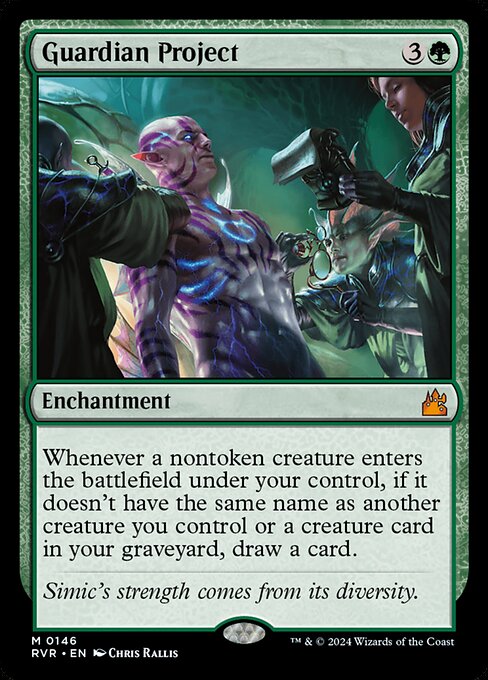 Guardian Project 3
Enchantment
Whenever a nontoken creature enters
the battlefield under your control, if it
doesn't have the same name as another
creature you control or a creature card
in your graveyard, draw a card.
Simic's strength comes from its diversity.
M 0146
RVR • EN Chris Rallis
™ & © 2024 Wizards of the Coast